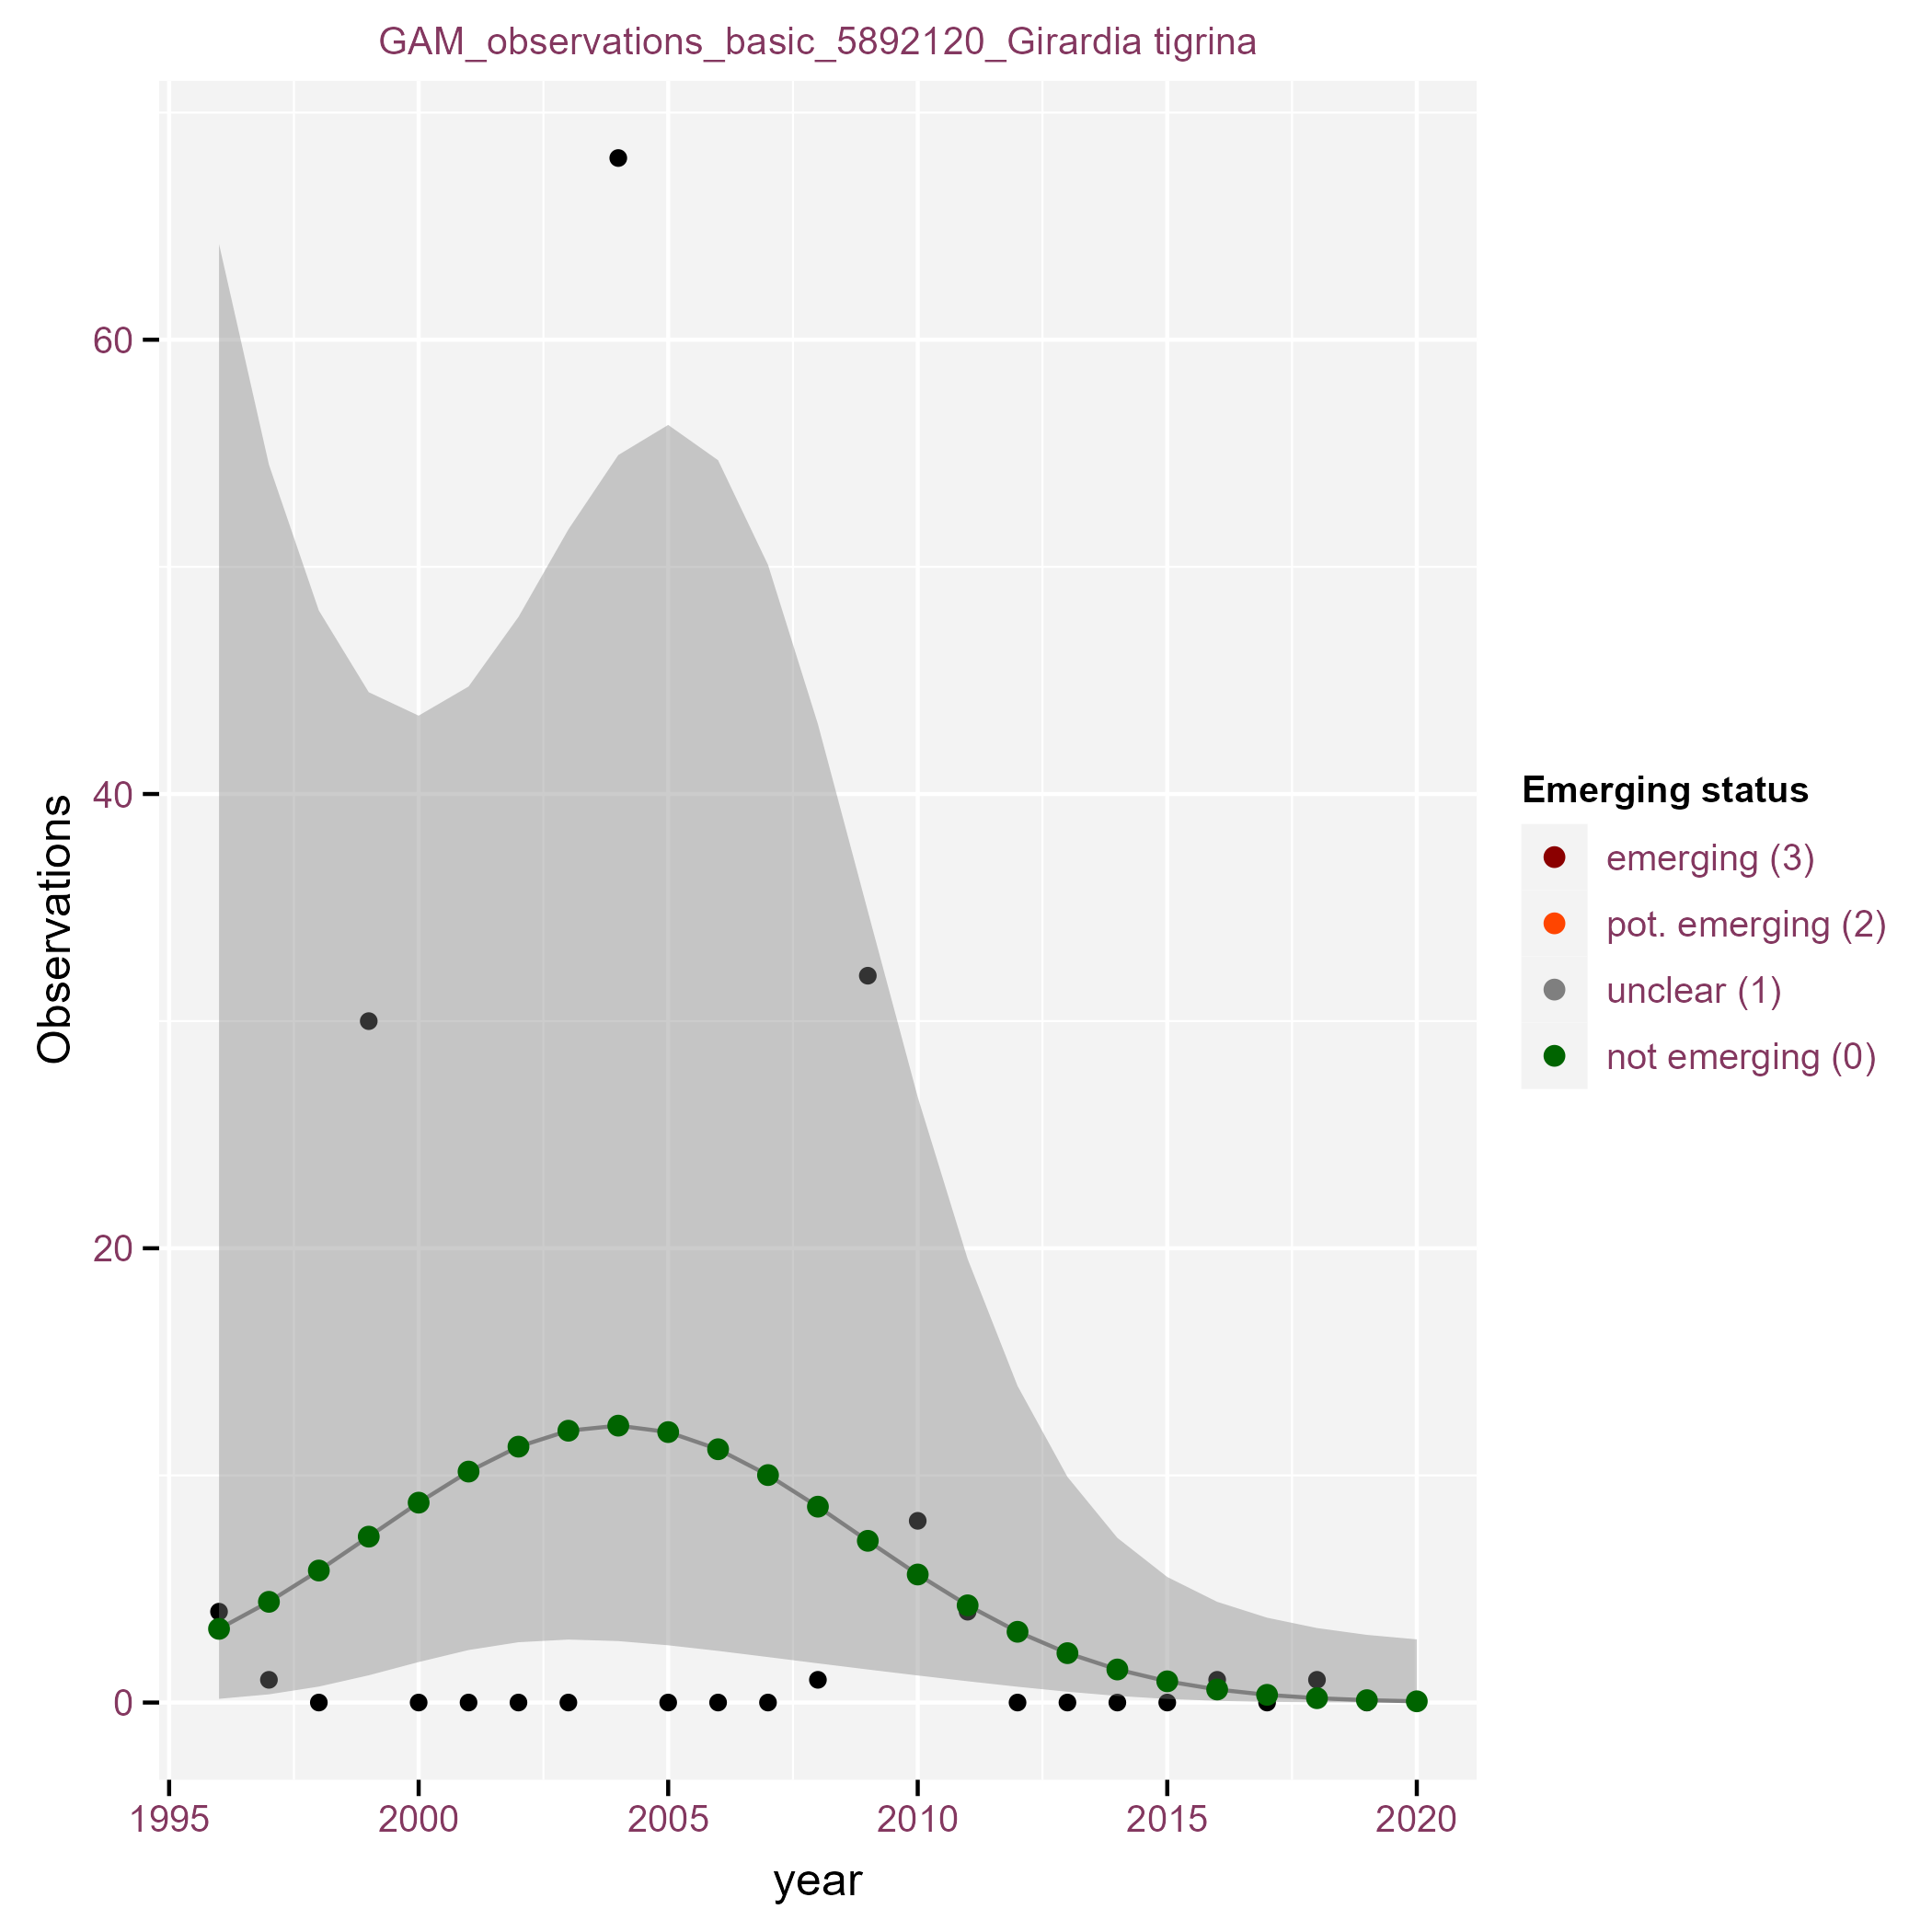 GAM_observations_basic_5892120_Girardia tigrina
60
40
20
0
Observations
1995 2000 2005 2010 2015 2020
year
Emerging status
emerging (3)
pot. emerging (2)
unclear (1)
not emerging (0)